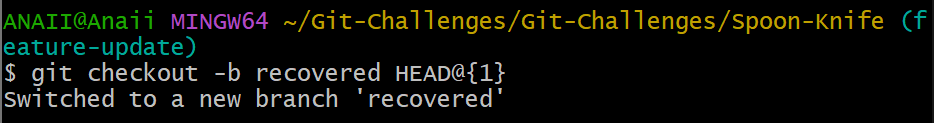 ANAII@Anaii MINGW64 ~/Git-Challenges/Git-Challenges/Spoon-Knife (f
eature-update)
$ git checkout -b recovered HEAD@{1}
Switched to a new branch 'recovered'